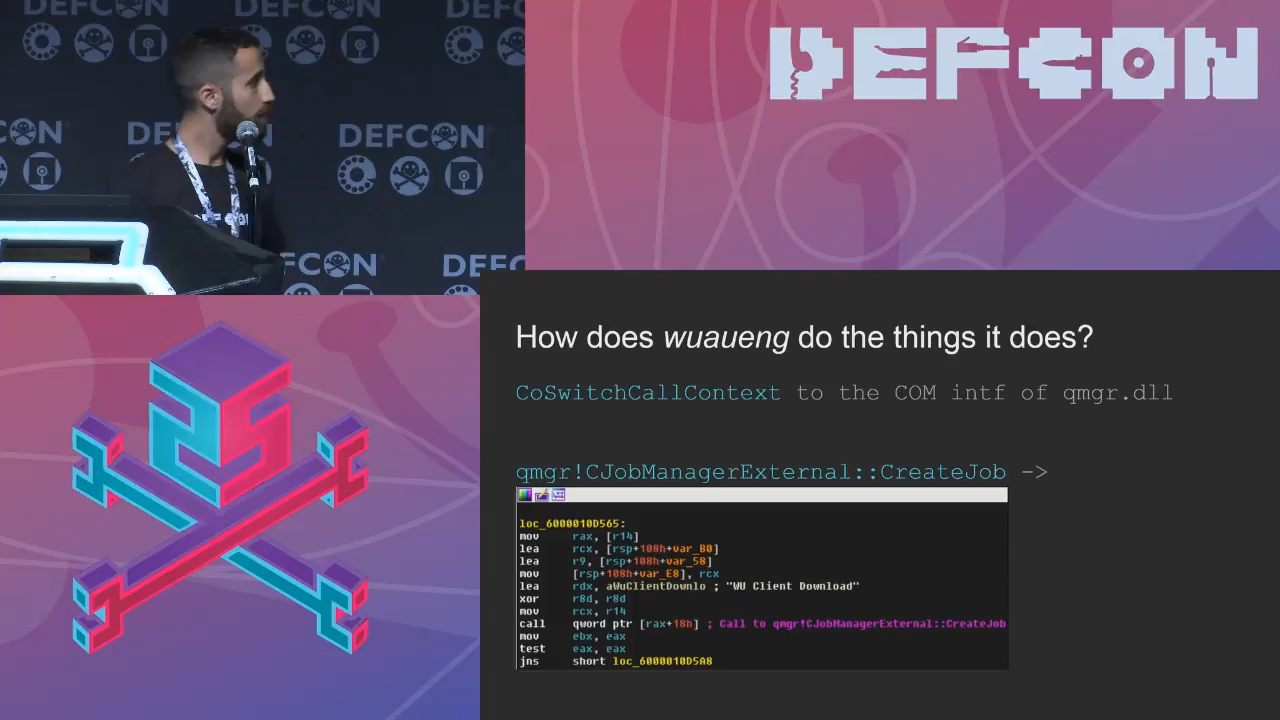 DEFCON
DEFCON
DEFCON
DEFCON
How does wuaueng do the things it does?
CoSwitchCallContext to the COM intf of qmgr.dll
qmgr!CJobManagerExternal::CreateJob ->
loc_6000010D565:
mov rax, [r14]
lea rcx, [rsp+108h+var_B0]
lea r9, [rsp+108h+var_58]
mov [rsp+108h+var_E8], rcx
lea rdx, aWuClientDownlo ; "WU Client Download"
xor r8d, r8d
mov rcx, r14
call qword ptr [rax+18h] ; Call to qmgr!CJobManagerExternal::CreateJob
mov ebx, eax
test eax, eax
jns short loc_6000010D5A8